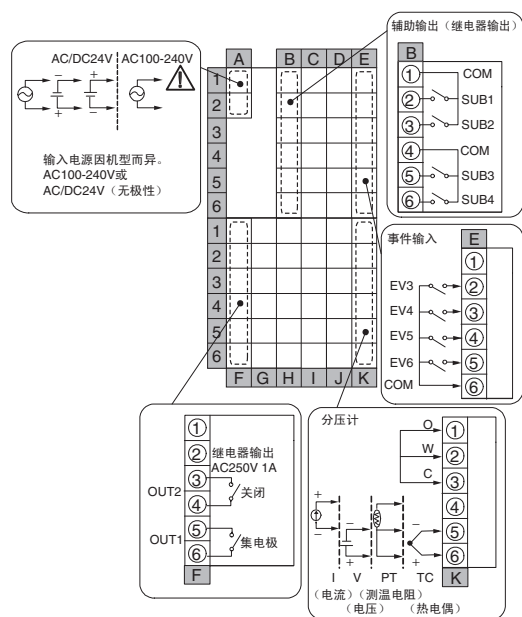 AC/DC24V AC100-240V
− + + −
输入电源因机型而异。
AC100-240V或
AC/DC24V（无极性）
A B C D E
1
2
3
4
5
6
1
2
3
4
5
6
F G H I J K
辅助输出（继电器输出）
B
① COM
② SUB1
③ SUB2
④ COM
⑤ SUB3
⑥ SUB4
事件输入
E
①
EV3 ②
EV4 ③
EV5 ④
EV6 ⑤
COM ⑥
①
②
继电器输出
AC250V 1A
OUT2 ③ ④ 关闭
OUT1 ⑤ ⑥ 集电极
F
分压计
O ①
W ②
C ③
④
⑤
⑥
K
+ − − + − +
I V PT TC
（电流）（测温电阻）
（电压） （热电偶）